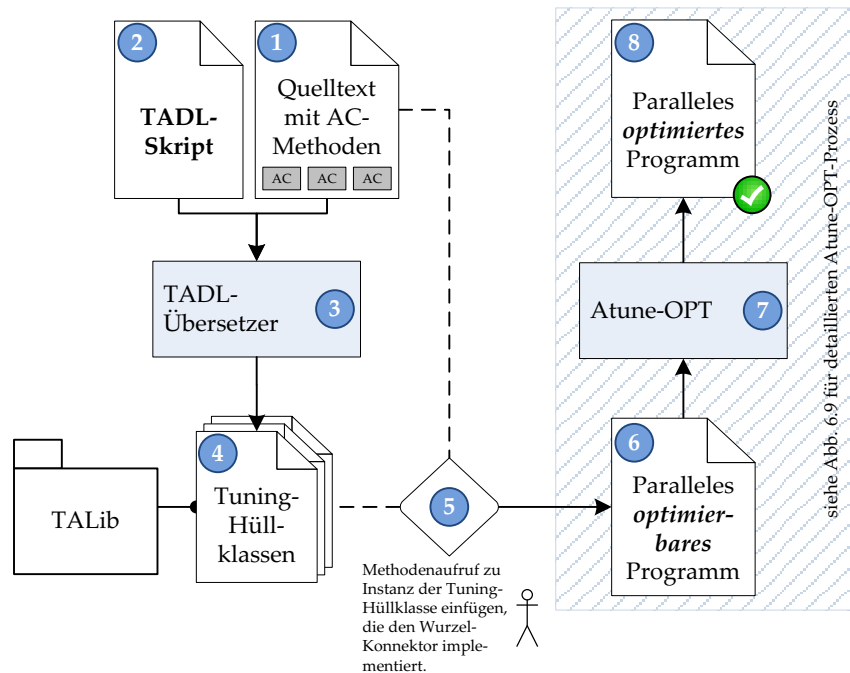 2
TADL-
Skript
1
Quelltext
mit AC-
Methoden
AC AC AC
TADL-
Übersetzer
3
4
Tuning-
Hüll-
klassen
TALib
5
Methodenaufruf zu
Instanz der Tuning-
Hüllklasse einfügen,
die den Wurzel-
Konnektor imple-
mentiert.
6
Paralleles
optimier-
bares
Programm
Atune-OPT
7
8
Paralleles
optimiertes
Programm
siehe Abb. 6.9 für detaillierten Atune-OPT-Prozess